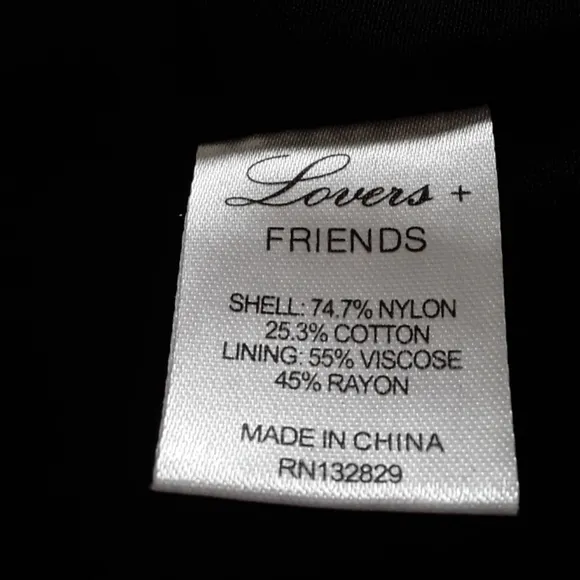 Lovers +
FRIENDS
SHELL: 74.7% NYLON
25.3% COTTON
LINING: 55% VISCOSE
45% RAYON
MADE IN CHINA
RN132829